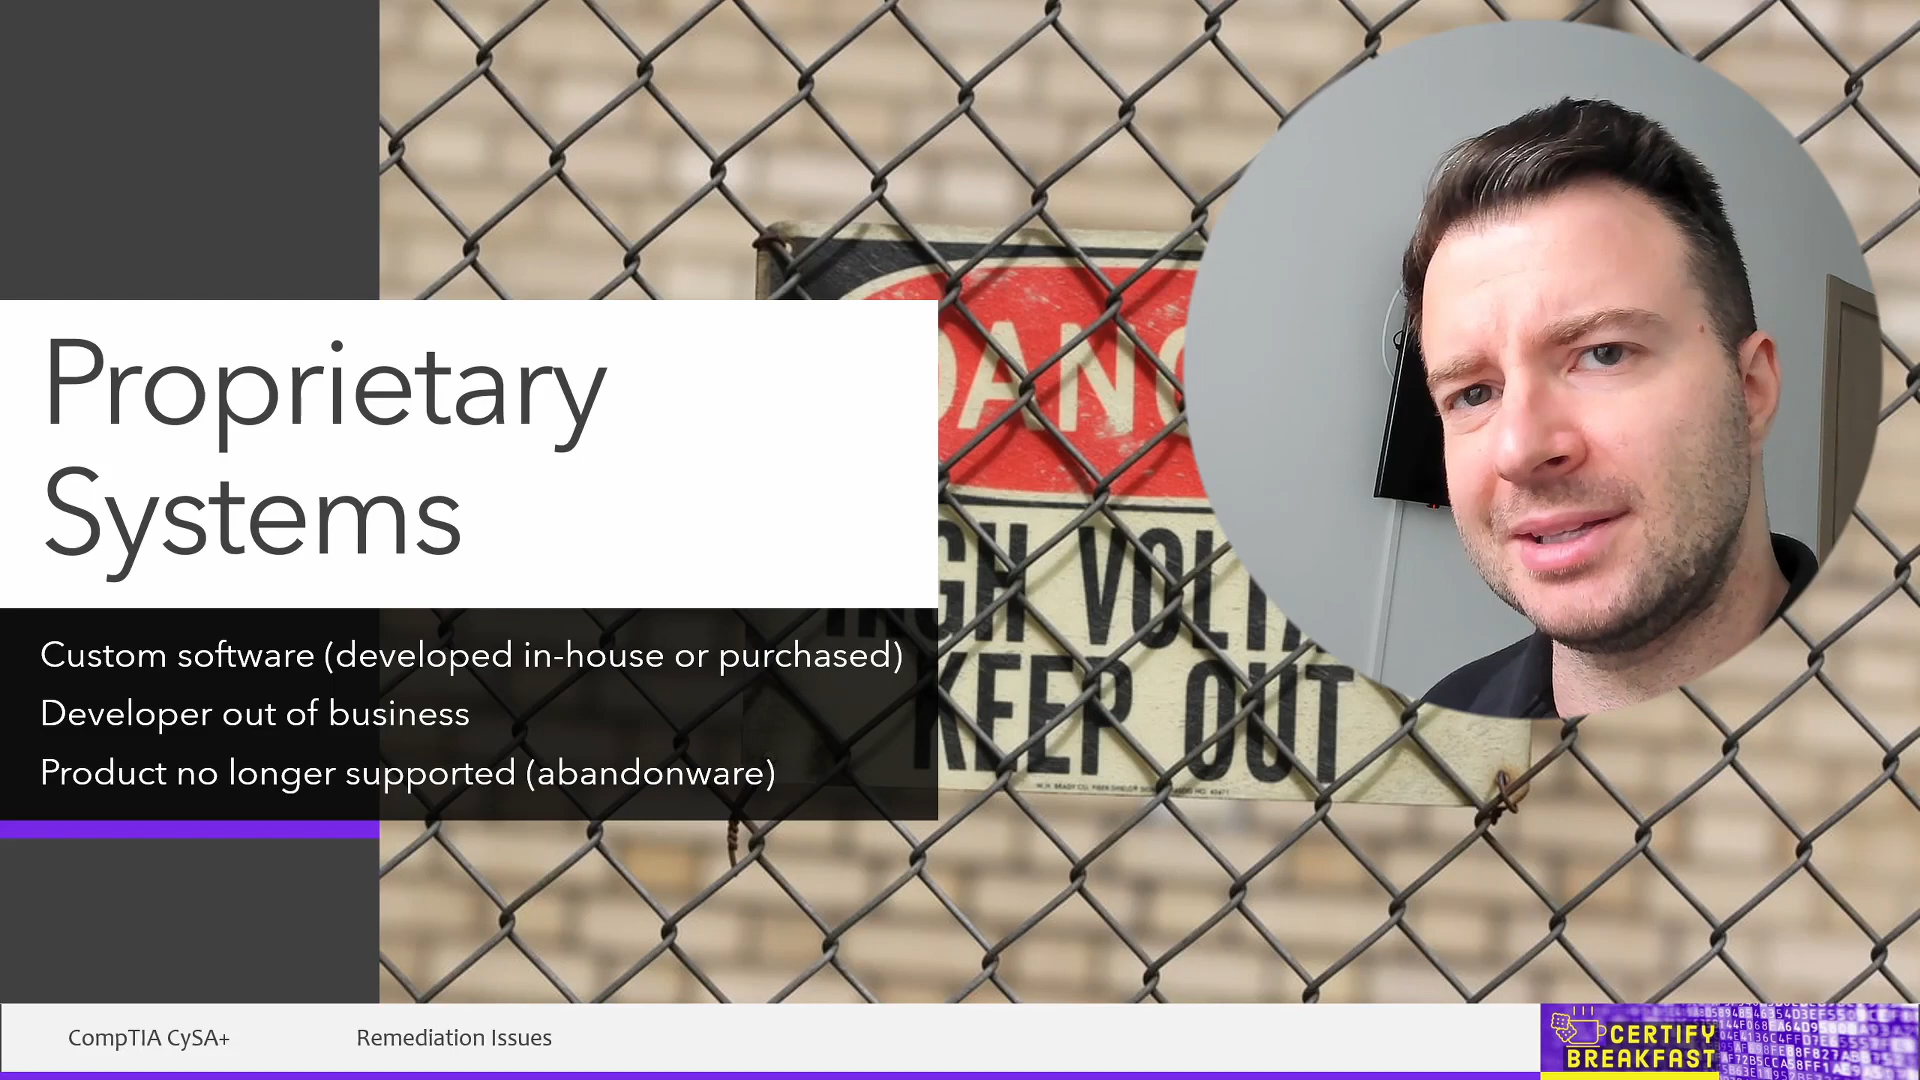 Proprietary
Systems
Custom software (developed in-house or purchased)
Developer out of business
Product no longer supported (abandonware)
KEEP OUT
CompTIA CySA+
Remediation Issues
CERTIFY
BREAKFAST